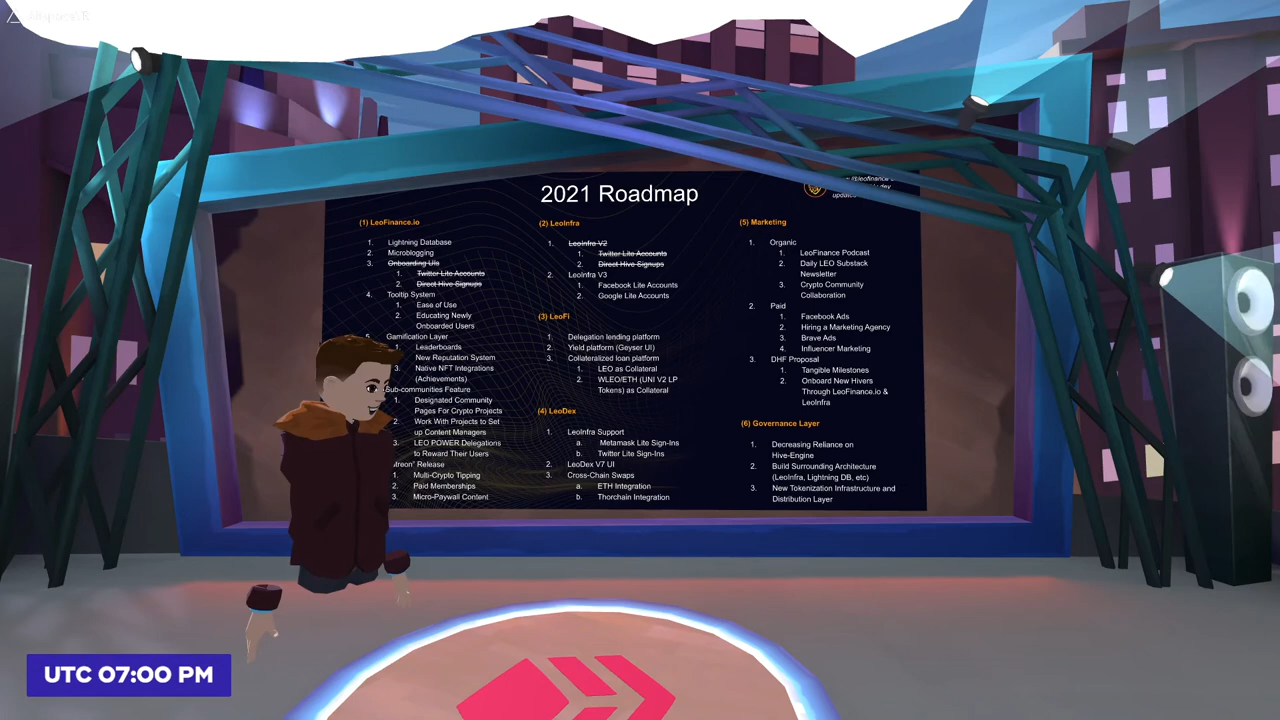 AltspaceVR
2021 Roadmap
(1) LeoFinance.io
1. Lightning Database
2. Microblogging
3. Onboarding UIs
1. Twitter Lite Accounts
2. Direct Hive Signups
4. Tooltip System
1. Ease of Use
2. Educating Newly
Onboarded Users
5. Gamification Layer
1. Leaderboards
New Reputation System
3. Native NFT Integrations
(Achievements)
Sub-communities Feature
1. Designated Community
Pages For Crypto Projects
2. Work With Projects to Set
up Content Managers
3. LEO POWER Delegations
to Reward Their Users
Release
1. Multi-Crypto Tipping
2. Paid Memberships
3. Micro-Paywall Content
(2) LeoInfra
1. LeoInfra V2
1. Twitter Lite Accounts
2. Direct Hive Signups
2. LeoInfra V3
1. Facebook Lite Accounts
2. Google Lite Accounts
(3) LeoFi
1. Delegation lending platform
2. Yield platform (Geyser UI)
3. Collateralized loan platform
1. LEO as Collateral
2. WLEO/ETH (UNI V2 LP
Tokens) as Collateral
(4) LeoDex
1. LeoInfra Support
a. Metamask Lite Sign-Ins
b. Twitter Lite Sign-Ins
2. LeoDex V7 UI
3. Cross-Chain Swaps
a. ETH Integration
b. Thorchain Integration
(5) Marketing
1. Organic
1. LeoFinance Podcast
2. Daily LEO Substack
Newsletter
3. Crypto Community
Collaboration
2. Paid
1. Facebook Ads
2. Hiring a Marketing Agency
3. Brave Ads
4. Influencer Marketing
3. DHF Proposal
1. Tangible Milestones
2. Onboard New Hivers
Through LeoFinance.io &
LeoInfra
(6) Governance Layer
1. Decreasing Reliance on
Hive-Engine
2. Build Surrounding Architecture
(LeoInfra, Lightning DB, etc)
3. New Tokenization Infrastructure and
Distribution Layer
UTC 07:00 PM